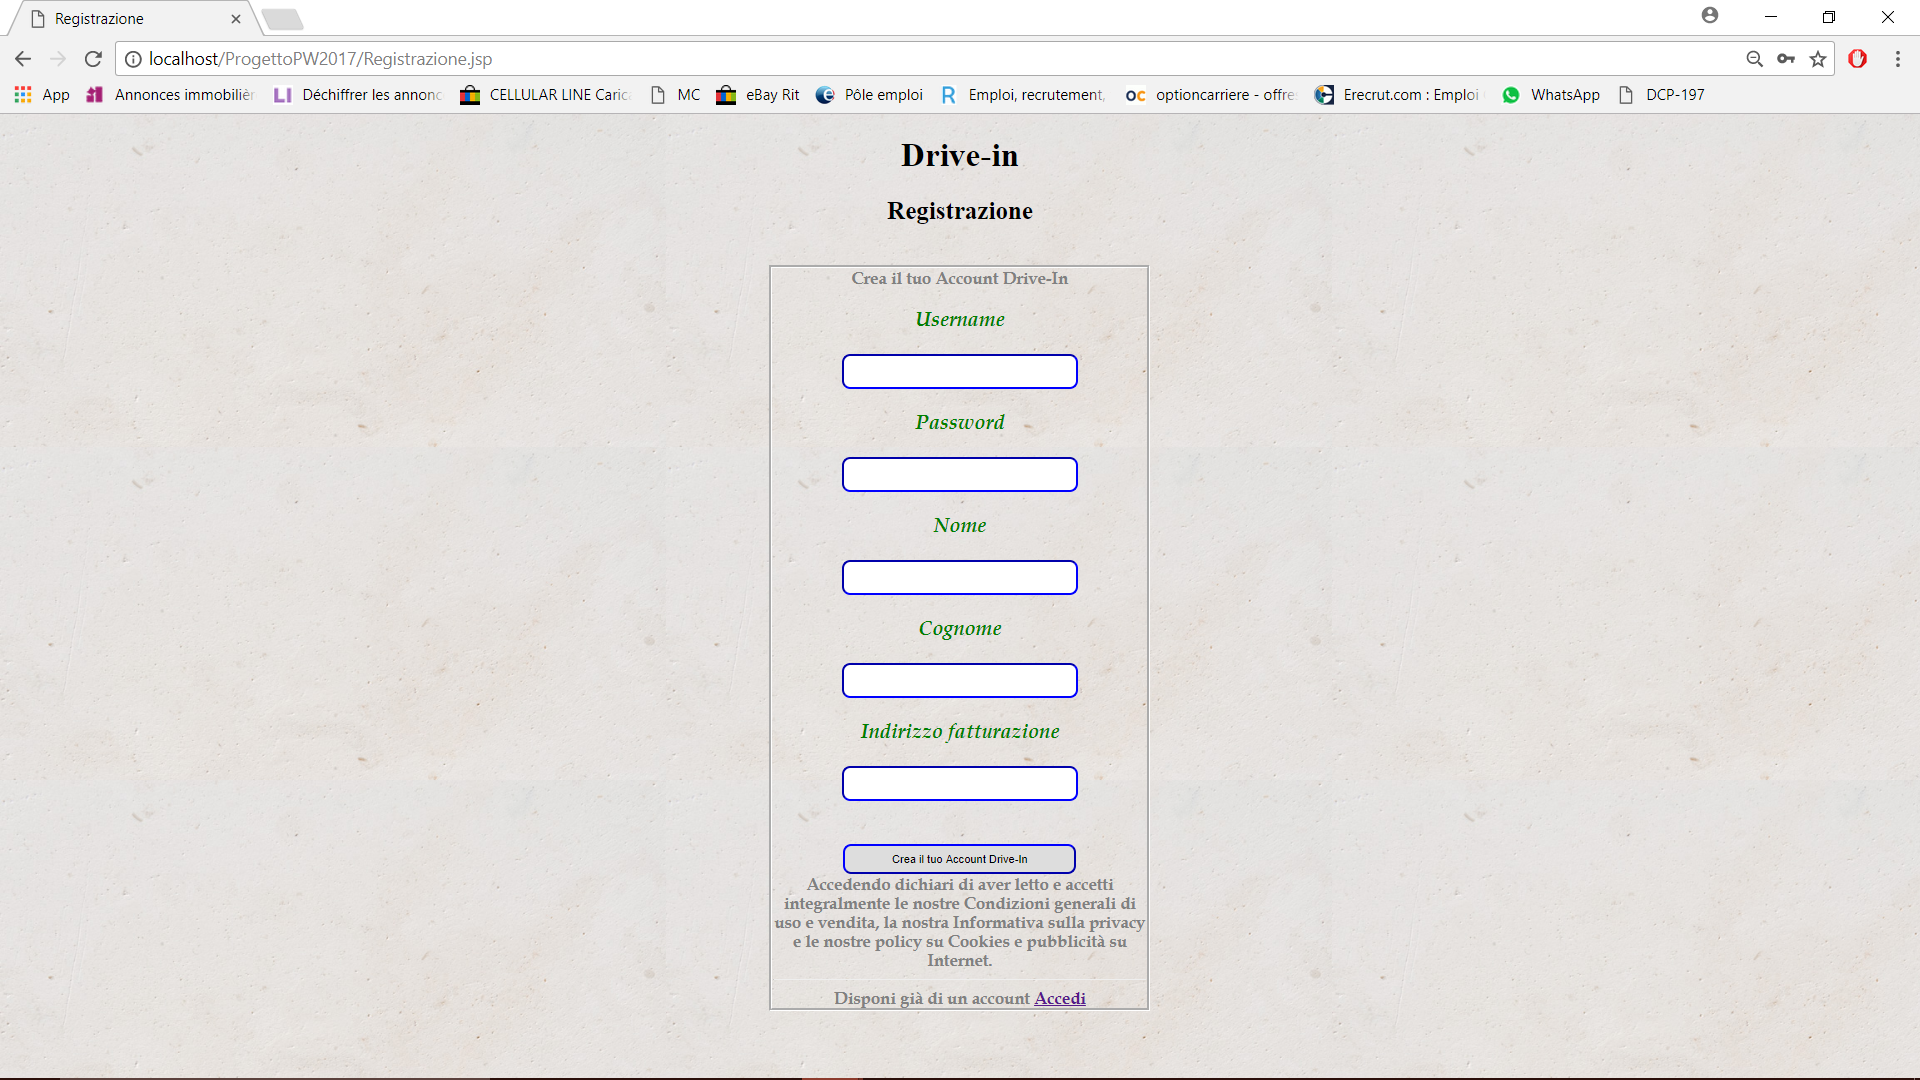 Registrazione
localhost/ProgettoPW2017/Registrazione.jsp
App Annonces immobilièr Déchiffrer les annonc CELLULAR LINE Caric MC eBay Rit Pôle emploi Emploi, recrutement, optioncarriere - offre Erecrut.com : Emploi WhatsApp DCP-197
Drive-in
Registrazione
Crea il tuo Account Drive-In
Username
Password
Nome
Cognome
Indirizzo fatturazione
Crea il tuo Account Drive-In
Accedendo dichiari di aver letto e accetti
integralmente le nostre Condizioni generali di
uso e vendita, la nostra Informativa sulla privacy
e le nostre policy su Cookies e pubblicità su
Internet.
Disponi già di un account Accedi